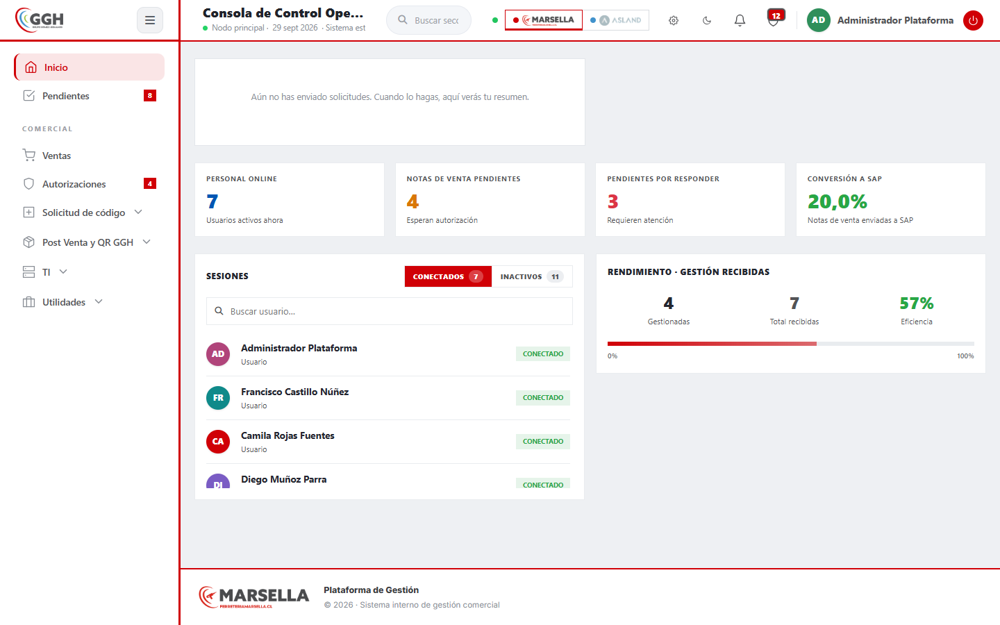 GGH
Inicio
Pendientes 8
COMERCIAL
Ventas
Autorizaciones 4
Solicitud de código
Post Venta y QR GGH
TI
Utilidades
Consola de Control Ope...
Nodo principal · 29 sept 2026 · Sistema est
Buscar secc
MARSELLA
FERRETERIAMARSELLA.CL
ASLAND
12
AD Administrador Plataforma
Aún no has enviado solicitudes. Cuando lo hagas, aquí verás tu resumen.
PERSONAL ONLINE
7
Usuarios activos ahora
NOTAS DE VENTA PENDIENTES
4
Esperan autorización
PENDIENTES POR RESPONDER
3
Requieren atención
CONVERSIÓN A SAP
20,0%
Notas de venta enviadas a SAP
SESIONES
CONECTADOS 7
INACTIVOS 11
Buscar usuario...
AD Administrador Plataforma
Usuario
CONECTADO
FR Francisco Castillo Núñez
Usuario
CONECTADO
CA Camila Rojas Fuentes
Usuario
CONECTADO
DI Diego Muñoz Parra
CONECTADO
RENDIMIENTO · GESTIÓN RECIBIDAS
4
Gestionadas
7
Total recibidas
57%
Eficiencia
0% 100%
MARSELLA
FERRETERIAMARSELLA.CL
Plataforma de Gestión
© 2026 · Sistema interno de gestión comercial